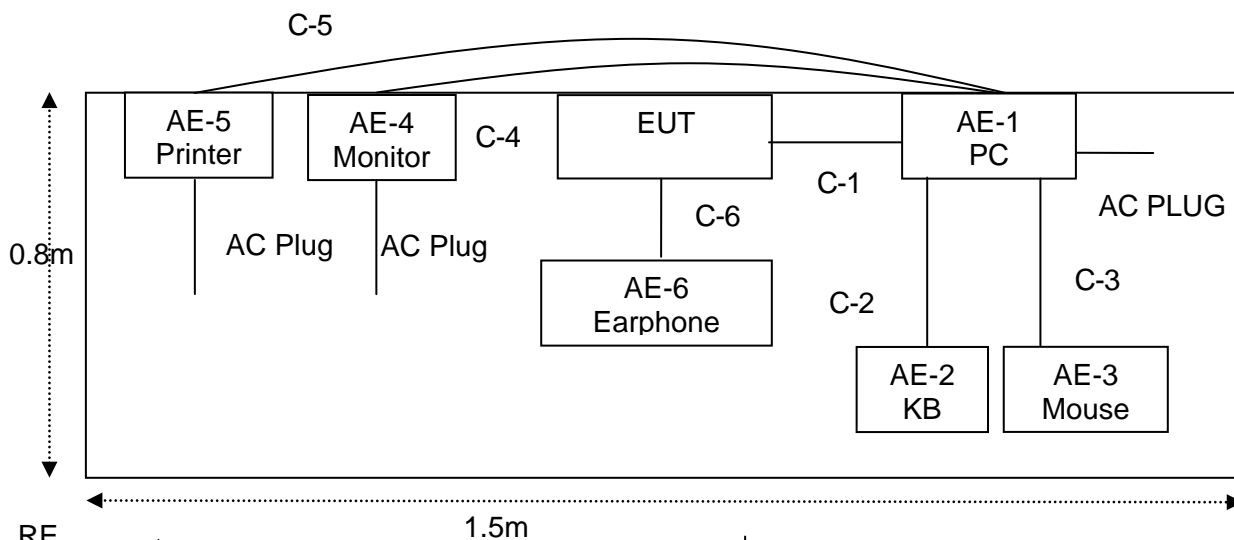 C-5
AE-5
Printer
AE-4
Monitor
C-4
EUT
C-1
AE-1
PC
AC PLUG
C-6
AC Plug
AC Plug
0.8m
AE-6
Earphone
C-2
C-3
AE-2
KB
AE-3
Mouse
1.5m
RE